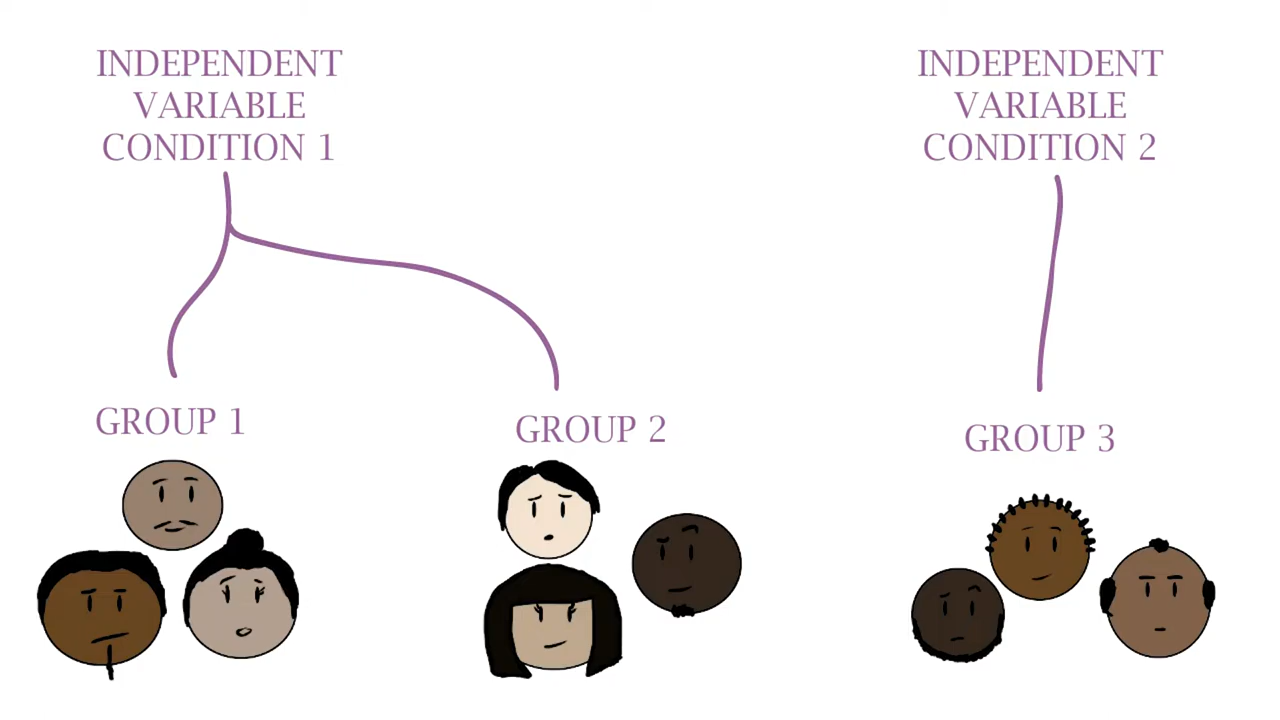 INDEPENDENT
VARIABLE
CONDITION 1
INDEPENDENT
VARIABLE
CONDITION 2
GROUP 1
GROUP 2
GROUP 3